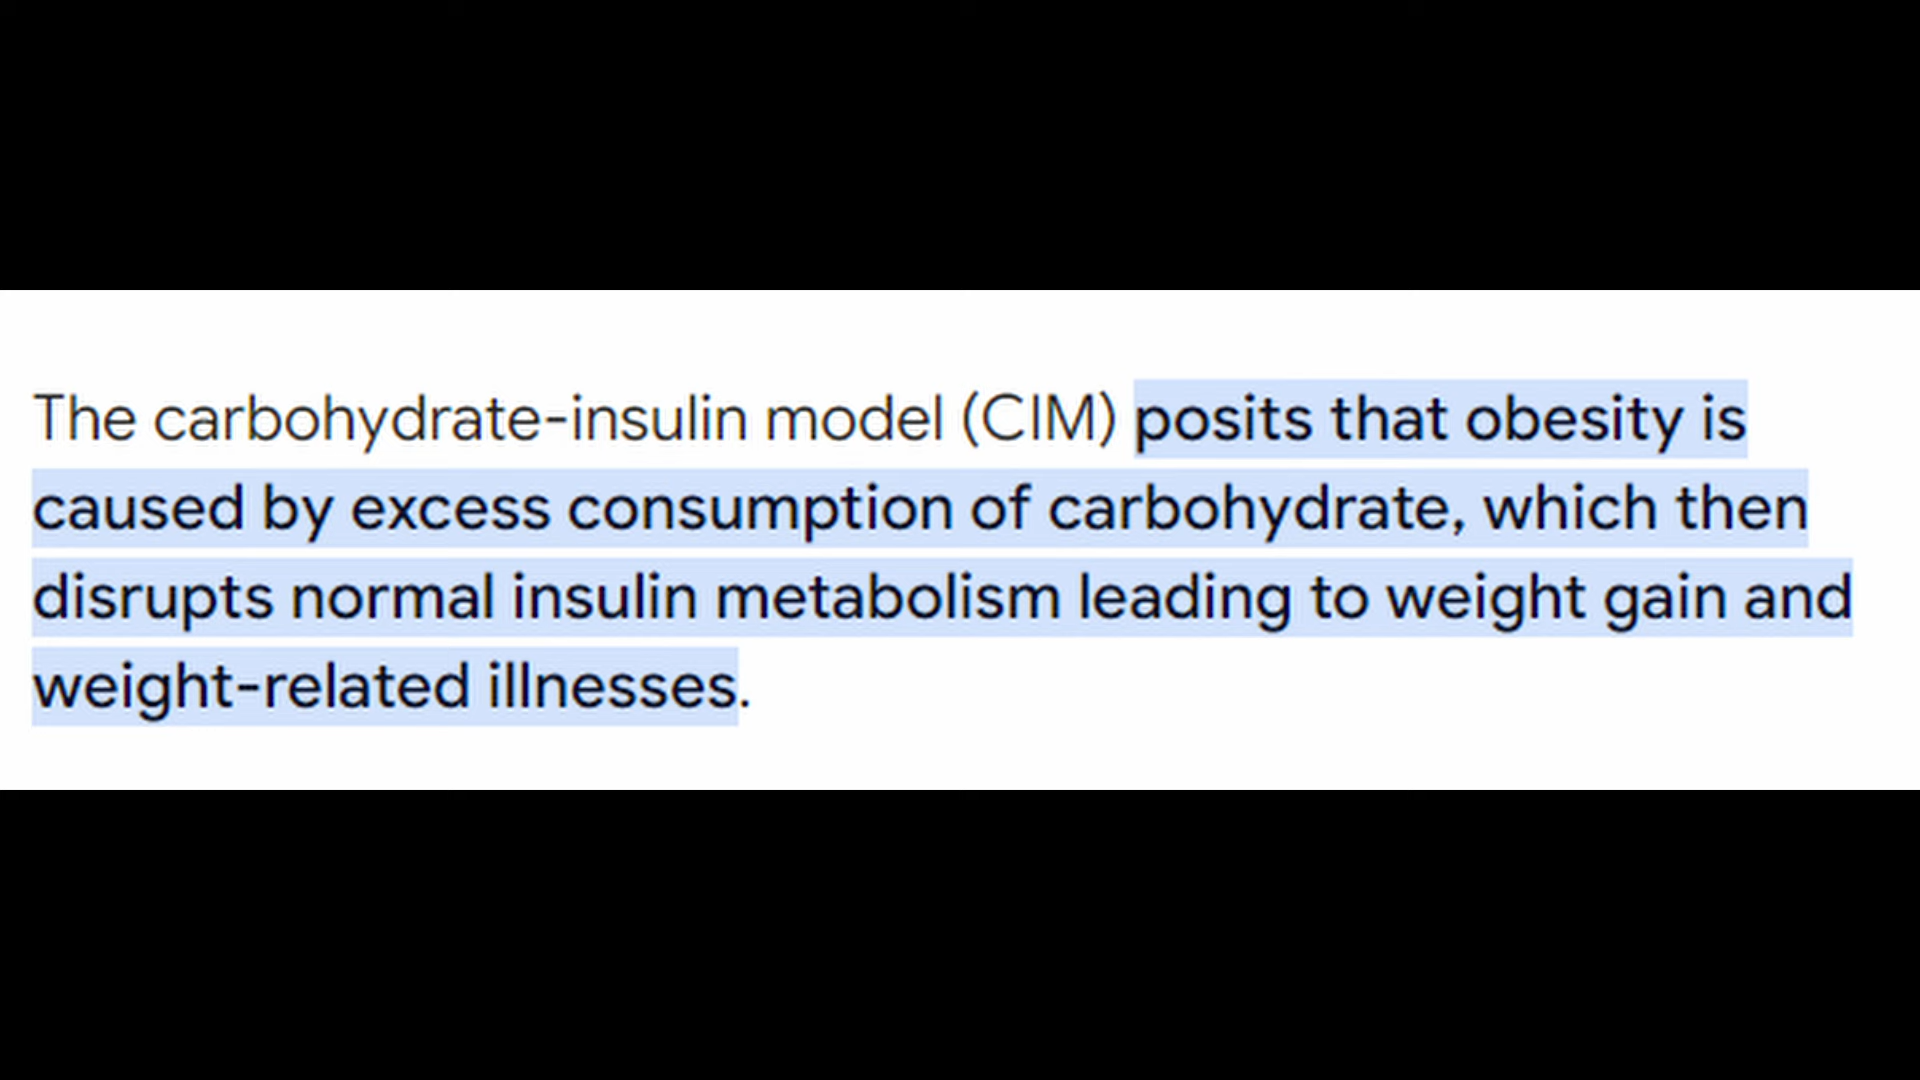 The carbohydrate-insulin model (CIM) posits that obesity is
caused by excess consumption of carbohydrate, which then
disrupts normal insulin metabolism leading to weight gain and
weight-related illnesses.